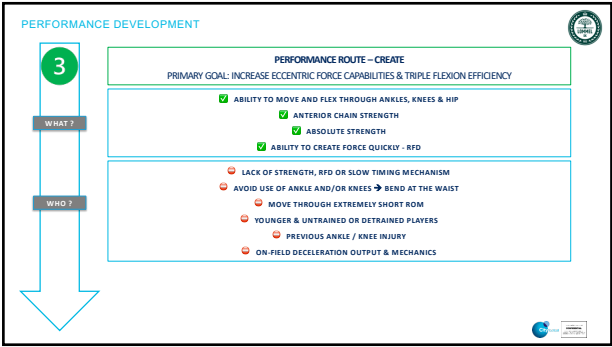 PERFORMANCE DEVELOPMENT
LOMMEL
3
PERFORMANCE ROUTE – CREATE
PRIMARY GOAL: INCREASE ECCENTRIC FORCE CAPABILITIES & TRIPLE FLEXION EFFICIENCY
WHAT ?
✅ ABILITY TO MOVE AND FLEX THROUGH ANKLES, KNEES & HIP
✅ ANTERIOR CHAIN STRENGTH
✅ ABSOLUTE STRENGTH
✅ ABILITY TO CREATE FORCE QUICKLY - RFD
WHO ?
⛔ LACK OF STRENGTH, RFD OR SLOW TIMING MECHANISM
⛔ AVOID USE OF ANKLE AND/OR KNEES → BEND AT THE WAIST
⛔ MOVE THROUGH EXTREMELY SHORT ROM
⛔ YOUNGER & UNTRAINED OR DETRAINED PLAYERS
⛔ PREVIOUS ANKLE / KNEE INJURY
⛔ ON-FIELD DECELERATION OUTPUT & MECHANICS